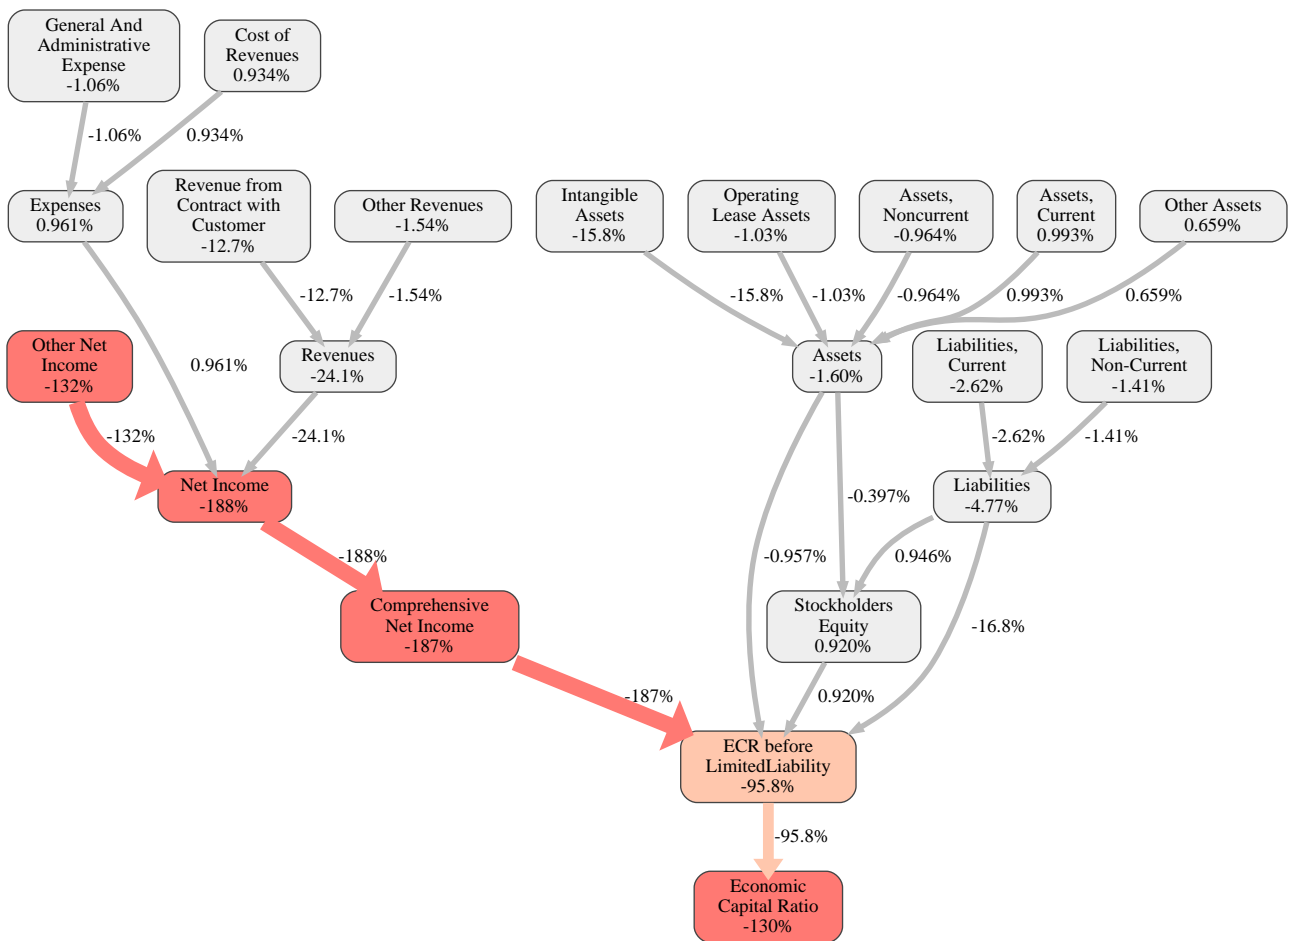 General And
Administrative
Expense
-1.06%
Cost of
Revenues
0.934%
-1.06%
0.934%
Expenses
0.961%
Revenue from
Contract with
Customer
-12.7%
Other Revenues
-1.54%
Intangible
Assets
-15.8%
Operating
Lease Assets
-1.03%
Assets,
Noncurrent
-0.964%
Assets,
Current
0.993%
Other Assets
0.659%
-12.7%
-1.54%
-15.8%
-1.03%
-0.964%
0.993%
0.659%
Other Net
Income
-132%
0.961%
Revenues
-24.1%
Assets
-1.60%
Liabilities,
Current
-2.62%
Liabilities,
Non-Current
-1.41%
-132%
-24.1%
-2.62%
-1.41%
Net Income
-188%
-0.397%
Liabilities
-4.77%
-188%
-0.957%
0.946%
Comprehensive
Net Income
-187%
Stockholders
Equity
0.920%
-16.8%
-187%
0.920%
ECR before
LimitedLiability
-95.8%
-95.8%
Economic
Capital Ratio
-130%